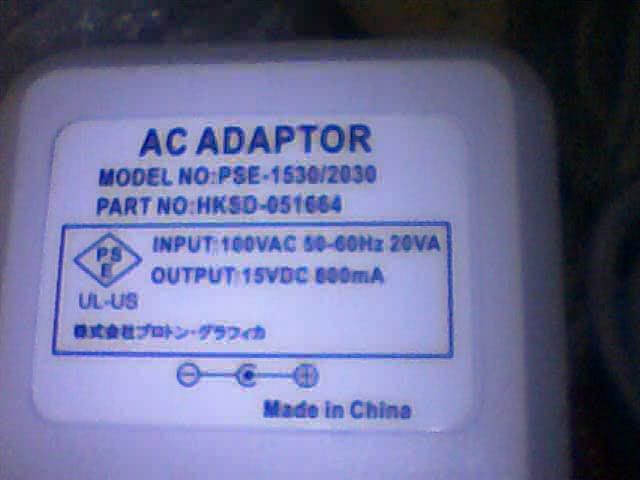 AC ADAPTOR
MODEL NO:PSE-1530/2030
PART NO:HKSD-051664
PS
E
INPUT:100VAC 50-60Hz 20VA
OUTPUT:15VDC 800mA
UL-US
株式会社プロトン・グラフィカ
Made in China